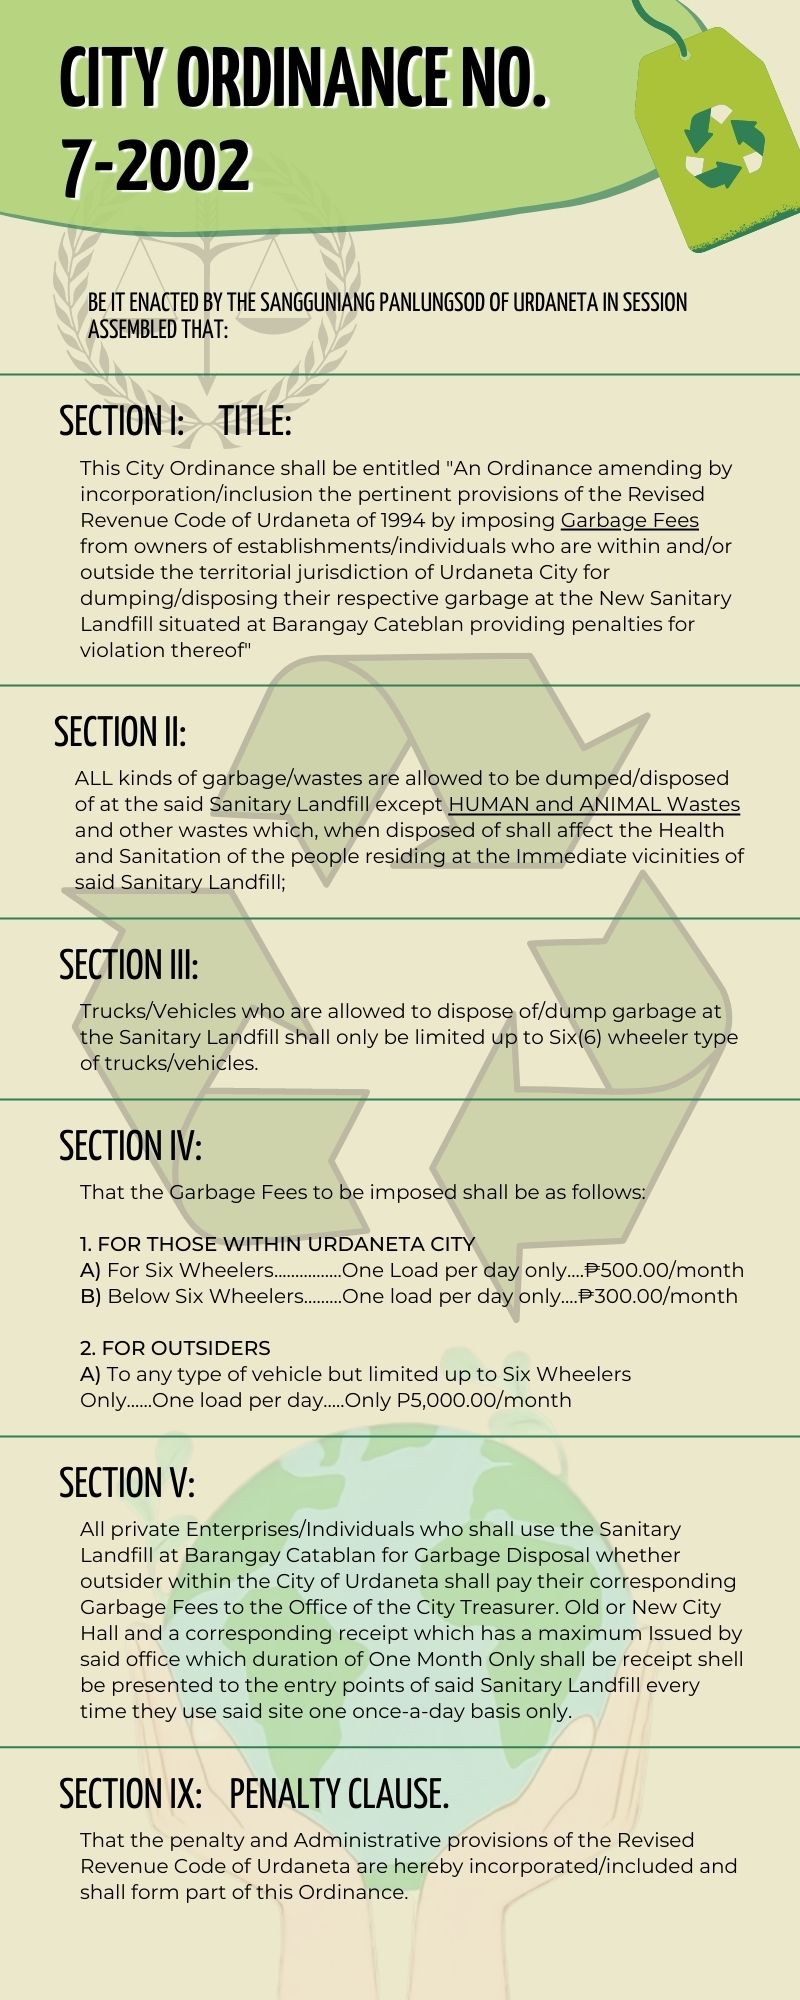 CITY ORDINANCE NO.
7-2002
BE IT ENACTED BY THE SANGGUNIANG PANLUNGSOD OF URDANETA IN SESSION
ASSEMBLED THAT:
SECTION I: TITLE:
This City Ordinance shall be entitled "An Ordinance amending by
incorporation/inclusion the pertinent provisions of the Revised
Revenue Code of Urdaneta of 1994 by imposing Garbage Fees
from owners of establishments/individuals who are within and/or
outside the territorial jurisdiction of Urdaneta City for
dumping/disposing their respective garbage at the New Sanitary
Landfill situated at Barangay Cateblan providing penalties for
violation thereof"
SECTION II:
ALL kinds of garbage/wastes are allowed to be dumped/disposed
of at the said Sanitary Landfill except HUMAN and ANIMAL Wastes
and other wastes which, when disposed of shall affect the Health
and Sanitation of the people residing at the Immediate vicinities of
said Sanitary Landfill;
SECTION III:
Trucks/Vehicles who are allowed to dispose of/dump garbage at
the Sanitary Landfill shall only be limited up to Six(6) wheeler type
of trucks/vehicles.
SECTION IV:
That the Garbage Fees to be imposed shall be as follows:
1. FOR THOSE WITHIN URDANETA CITY
A) For Six Wheelers................One Load per day only....₱500.00/month
B) Below Six Wheelers.........One load per day only....₱300.00/month
2. FOR OUTSIDERS
A) To any type of vehicle but limited up to Six Wheelers
Only......One load per day.....Only P5,000.00/month
SECTION V:
All private Enterprises/Individuals who shall use the Sanitary
Landfill at Barangay Catablan for Garbage Disposal whether
outsider within the City of Urdaneta shall pay their corresponding
Garbage Fees to the Office of the City Treasurer. Old or New City
Hall and a corresponding receipt which has a maximum Issued by
said office which duration of One Month Only shall be receipt shell
be presented to the entry points of said Sanitary Landfill every
time they use said site one once-a-day basis only.
SECTION IX: PENALTY CLAUSE.
That the penalty and Administrative provisions of the Revised
Revenue Code of Urdaneta are hereby incorporated/included and
shall form part of this Ordinance.